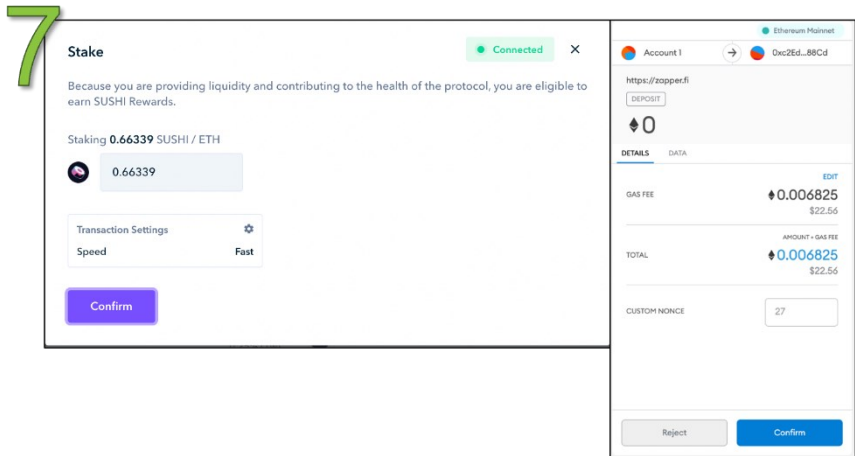 7
Stake
Connected
×
Because you are providing liquidity and contributing to the health of the protocol, you are eligible to
earn SUSHI Rewards.
Staking 0.66339 SUSHI / ETH
0.66339
Transaction Settings
Speed Fast
Confirm
Ethereum Mainnet
Account 1 → 0xc2Ed...88Cd
https://zapper.fi
DEPOSIT
0
DETAILS DATA
EDIT
GAS FEE 0.006825
$22.56
AMOUNT + GAS FEE
TOTAL 0.006825
$22.56
CUSTOM NONCE 27
Reject Confirm